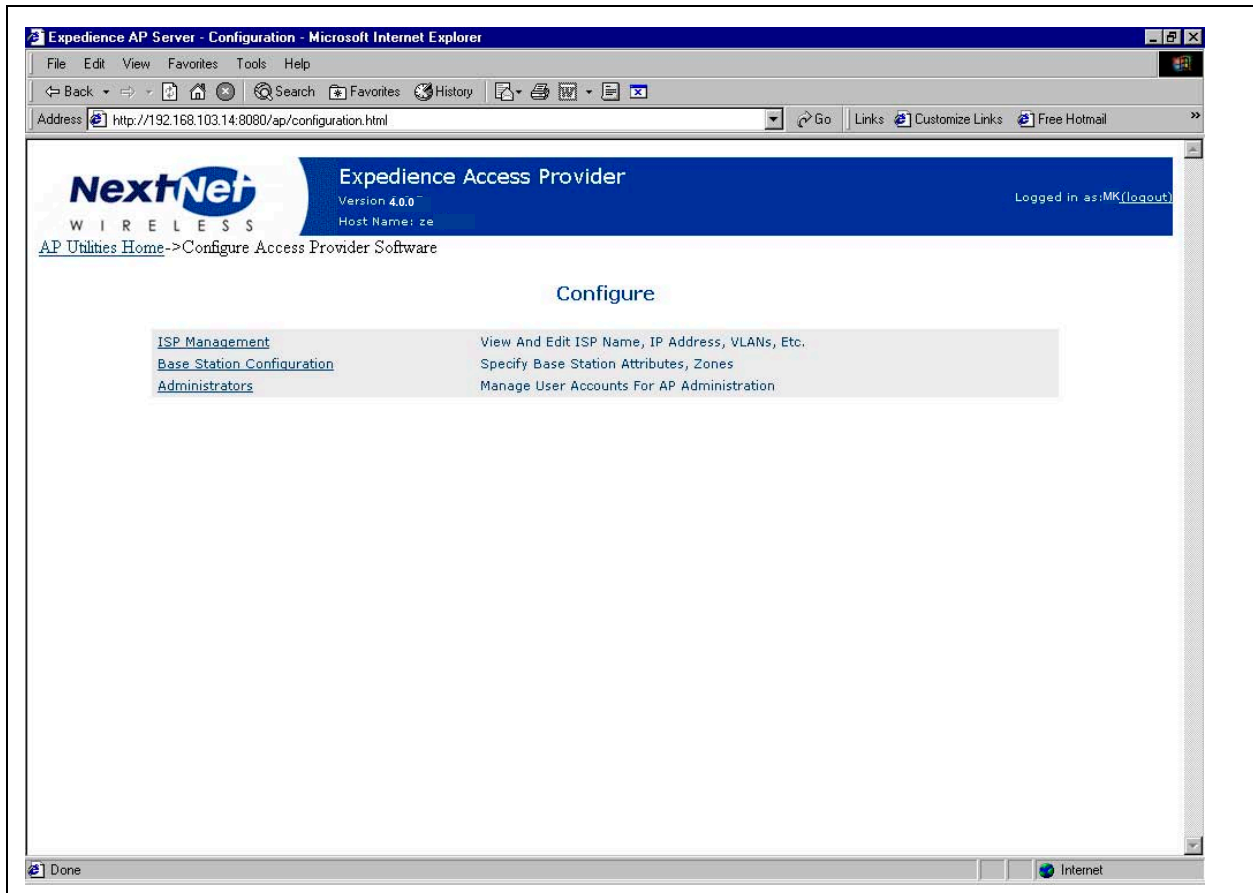 Expedience AP Server - Configuration - Microsoft Internet Explorer
File Edit View Favorites Tools Help
Back Search Favorites History
Address http://192.168.103.14:8080/ap/configuration.html Go Links Customize Links Free Hotmail »
NextNet
WIRELESS
Expedience Access Provider
Version 4.0.0
Host Name: ze
Logged in as:MK(logout)
AP Utilities Home->Configure Access Provider Software
Configure
ISP Management View And Edit ISP Name, IP Address, VLANs, Etc.
Base Station Configuration Specify Base Station Attributes, Zones
Administrators Manage User Accounts For AP Administration
Done Internet